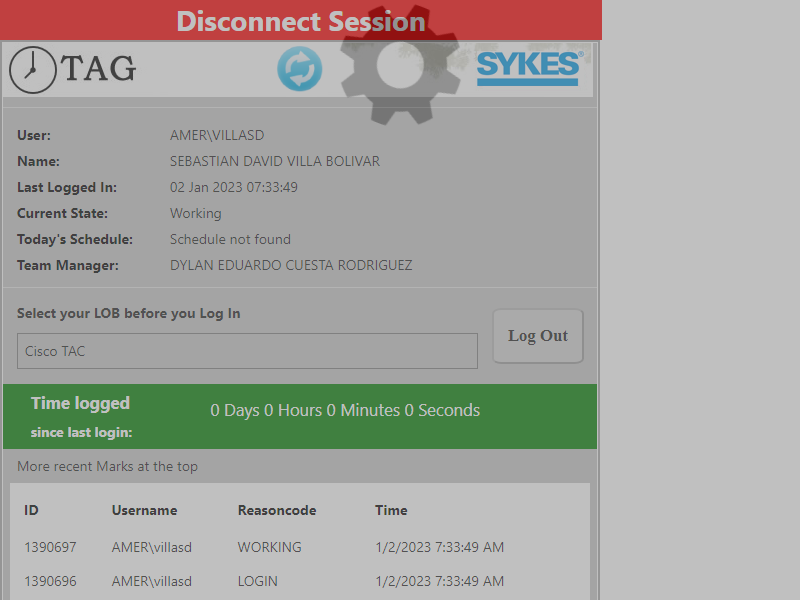 Disconnect Session
TAG
SYKES®
User: AMER\VILLASD
Name: SEBASTIAN DAVID VILLA BOLIVAR
Last Logged In: 02 Jan 2023 07:33:49
Current State: Working
Today's Schedule: Schedule not found
Team Manager: DYLAN EDUARDO CUESTA RODRIGUEZ
Select your LOB before you Log In
Cisco TAC
Log Out
Time logged
since last login:
0 Days 0 Hours 0 Minutes 0 Seconds
More recent Marks at the top
ID Username Reasoncode Time
1390697 AMER\villasd WORKING 1/2/2023 7:33:49 AM
1390696 AMER\villasd LOGIN 1/2/2023 7:33:49 AM